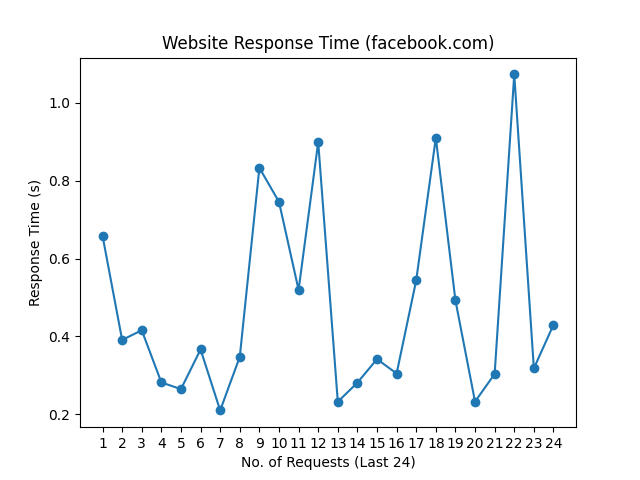 Website Response Time (facebook.com)
1.0
0.8
0.6
0.4
0.2
Response Time (s)
1 2 3 4 5 6 7 8 9 10 11 12 13 14 15 16 17 18 19 20 21 22 23 24
No. of Requests (Last 24)